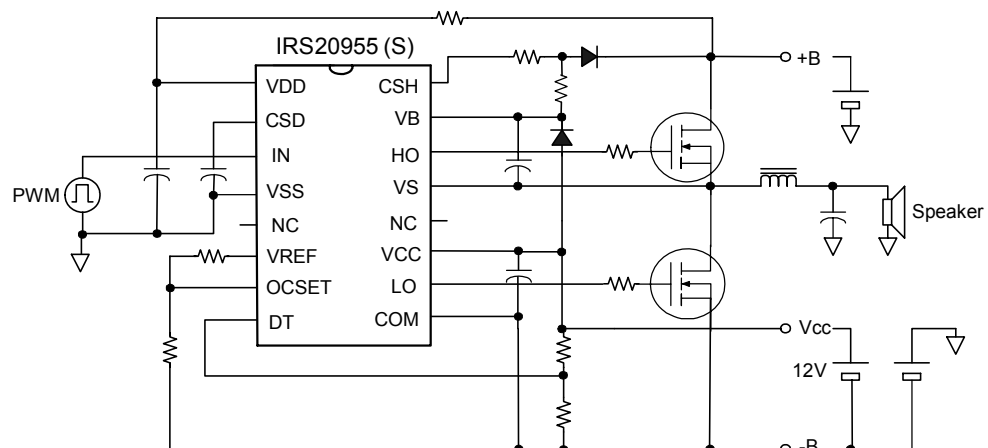 IRS20955 (S)
VDD
CSH
CSD
VB
IN
HO
VSS
VS
NC
NC
VREF
VCC
OCSET
LO
DT
COM
PWM
+B
Speaker
Vcc
12V
-B